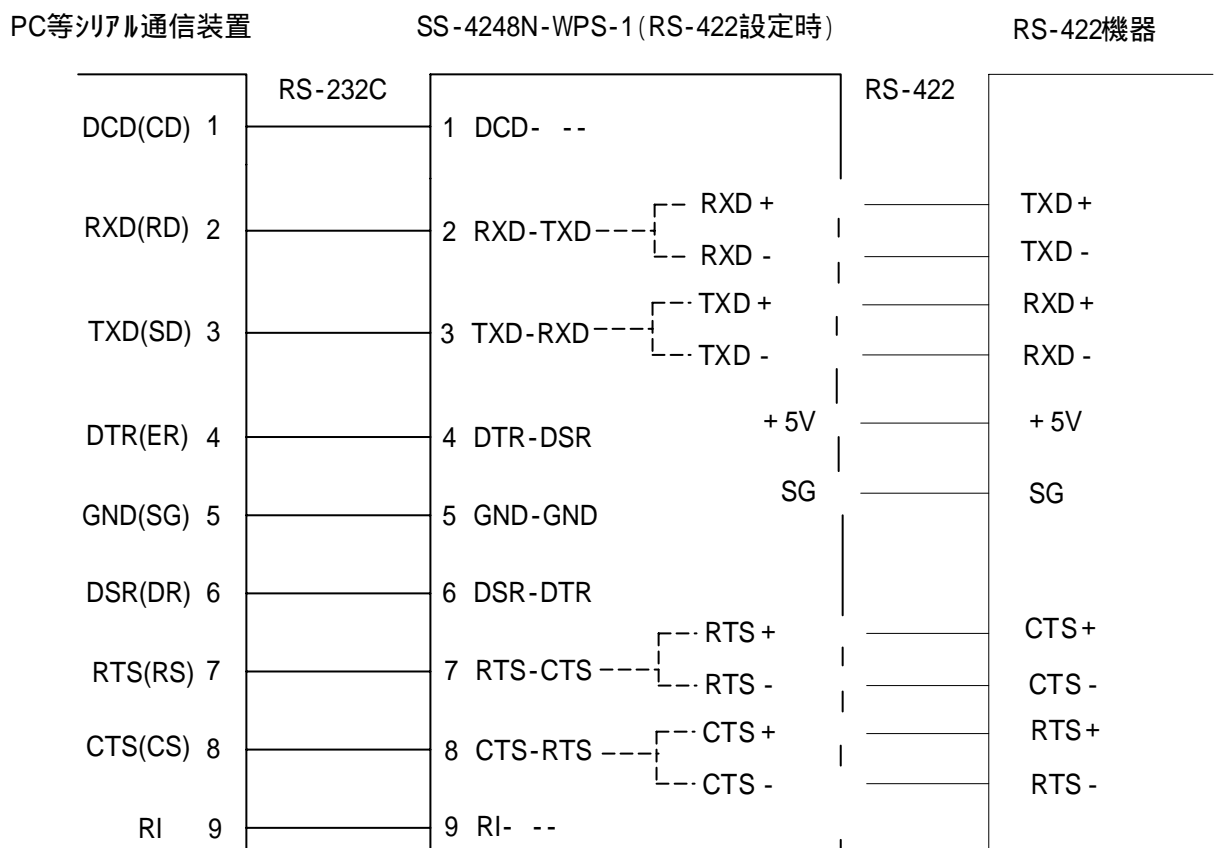 PC等ｼﾘｱﾙ通信装置 SS-4248N-WPS-1(RS-422設定時) RS-422機器
RS-232C RS-422
DCD(CD) 1 1 DCD- --
RXD + TXD +
RXD(RD) 2 2 RXD-TXD
RXD - TXD -
TXD + RXD +
TXD(SD) 3 3 TXD-RXD
TXD - RXD -
+5V +5V
DTR(ER) 4 4 DTR-DSR
SG SG
GND(SG) 5 5 GND-GND
DSR(DR) 6 6 DSR-DTR
RTS + CTS +
RTS(RS) 7 7 RTS-CTS
RTS - CTS -
CTS + RTS +
CTS(CS) 8 8 CTS-RTS
CTS - RTS -
RI 9 9 RI- --